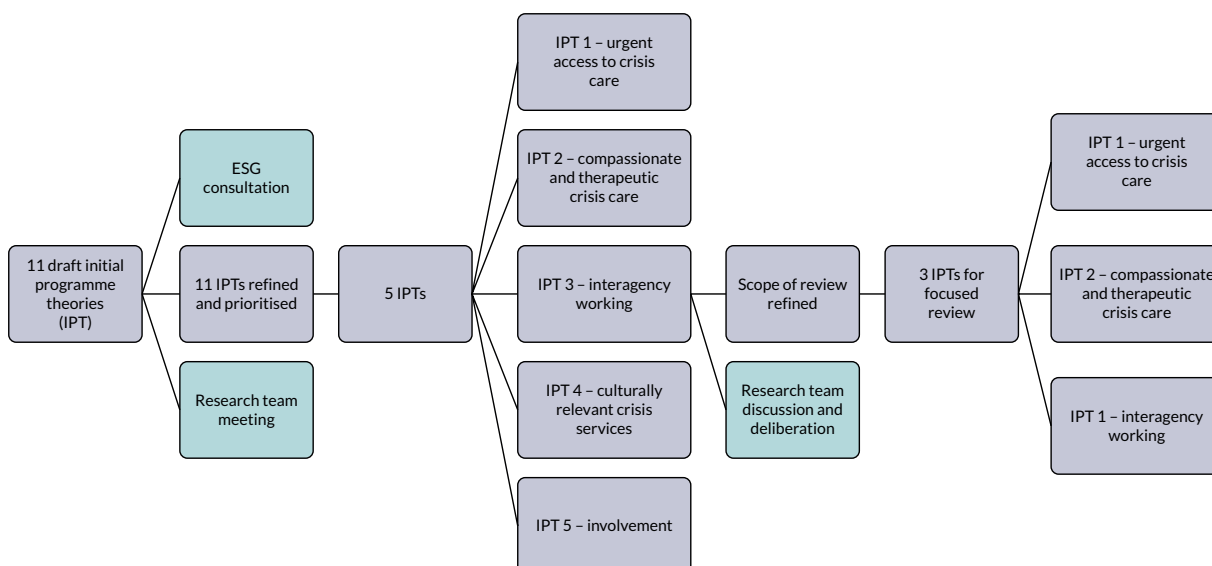 11 draft initial
programme
theories
(IPT)
ESG
consultation
11 IPTs refined
and prioritised
Research team
meeting
5 IPTs
IPT 1 – urgent
access to crisis
care
IPT 2 – compassionate
and therapeutic
crisis care
IPT 3 – interagency
working
IPT 4 – culturally
relevant crisis
services
IPT 5 – involvement
Scope of review
refined
Research team
discussion and
deliberation
3 IPTs for
focused
review
IPT 1 – urgent
access to crisis
care
IPT 2 – compassionate
and therapeutic
crisis care
IPT 1 – interagency
working